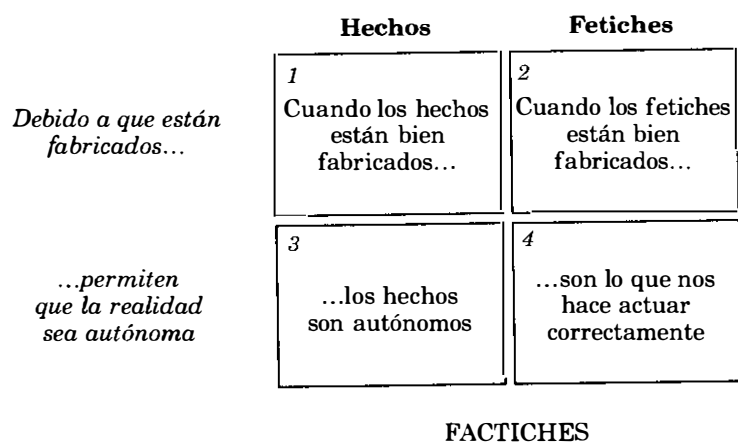 Hechos
Fetiches
Debido a que están
fabricados...
1
Cuando los hechos
están bien
fabricados...
2
Cuando los fetiches
están bien
fabricados...
...permiten
que la realidad
sea autónoma
3
...los hechos
son autónomos
4
...son lo que nos
hace actuar
correctamente
FACTICHES